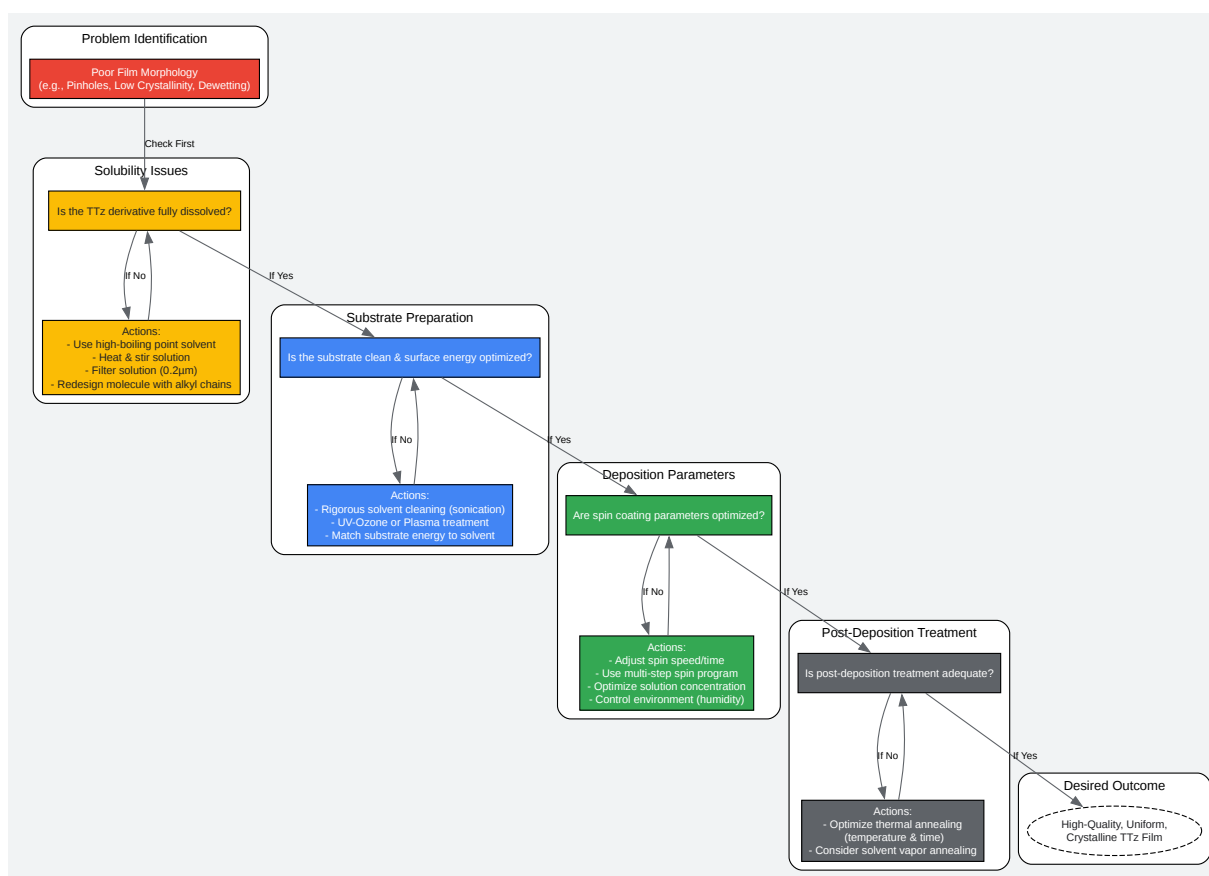 Problem Identification
Poor Film Morphology
(e.g., Pinholes, Low Crystallinity, Dewetting)
Check First
Solubility Issues
Is the TTz derivative fully dissolved?
If No
If Yes
Actions:
- Use high-boiling point solvent
- Heat & stir solution
- Filter solution (0.2µm)
- Redesign molecule with alkyl chains
Substrate Preparation
Is the substrate clean & surface energy optimized?
If No
If Yes
Actions:
- Rigorous solvent cleaning (sonication)
- UV-Ozone or Plasma treatment
- Match substrate energy to solvent
Deposition Parameters
Are spin coating parameters optimized?
If No
If Yes
Actions:
- Adjust spin speed/time
- Use multi-step spin program
- Optimize solution concentration
- Control environment (humidity)
Post-Deposition Treatment
Is post-deposition treatment adequate?
If No
If Yes
Actions:
- Optimize thermal annealing
(temperature & time)
- Consider solvent vapor annealing
Desired Outcome
High-Quality, Uniform,
Crystalline TTz Film